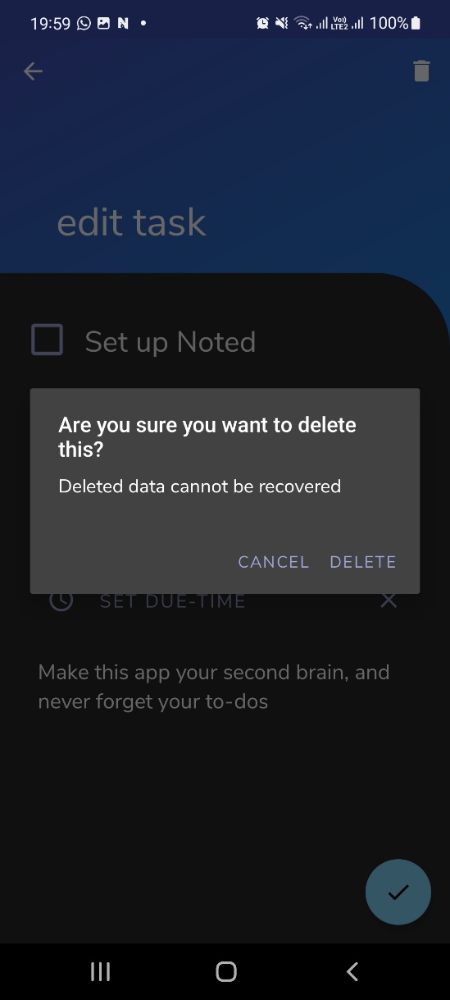 19:59 N Vo)) LTE2 100%
edit task
Set up Noted
Are you sure you want to delete
this?
Deleted data cannot be recovered
CANCEL DELETE
SET DUE-TIME
Make this app your second brain, and
never forget your to-dos